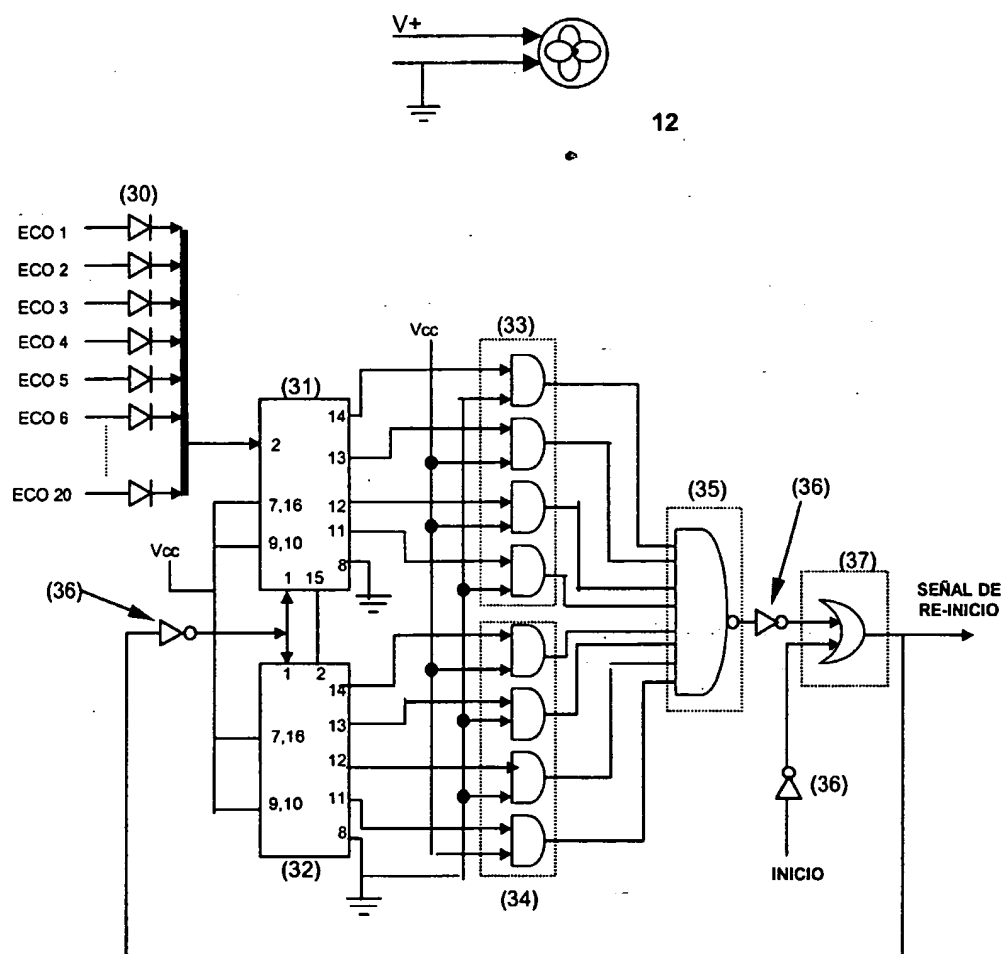 V+
12
(30)
ECO 1
ECO 2
ECO 3
ECO 4
ECO 5
ECO 6
ECO 20
Vcc
(31)
2
7,16
9,10
1 15
14
13
12
11
8
Vcc
(36)
1 2
7,16
9,10
14
13
12
11
8
(32)
(33)
(34)
(35)
(36)
(37)
SEÑAL DE
RE-INICIO
(36)
INICIO